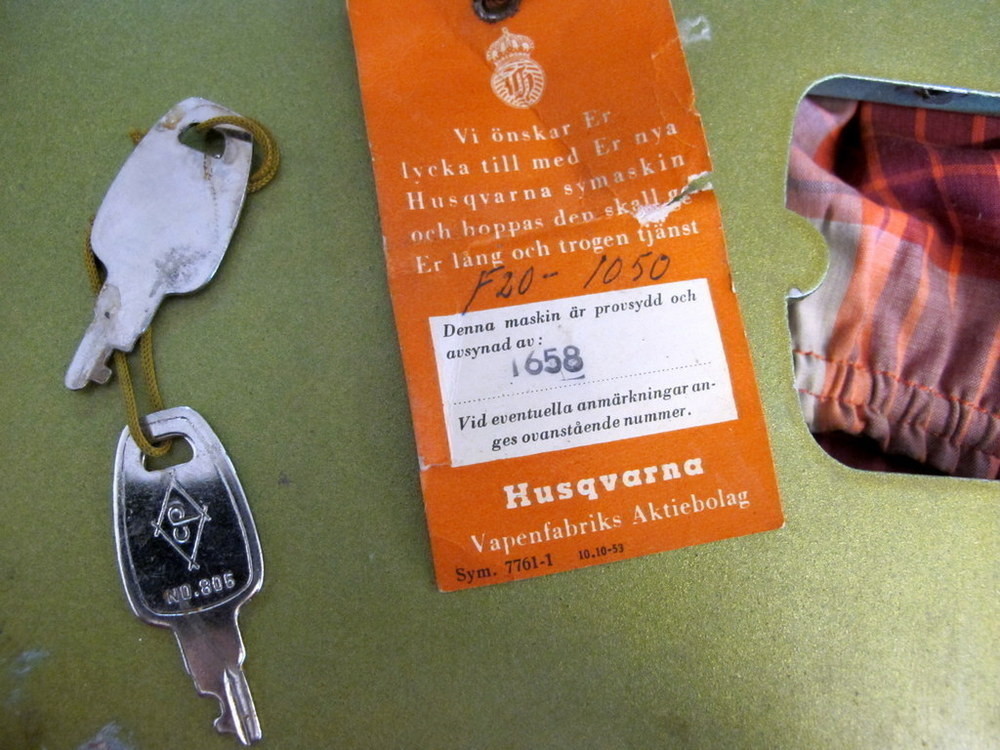 Vi önskar Er
lycka till med Er nya
Husqvarna symaskin
och hoppas den skall ge
Er lång och trogen tjänst
F20- 1050
Denna maskin är provsydd och
avsynad av:
1658
Vid eventuella anmärkningar an-
ges ovanstående nummer.
Husqvarna
Vapenfabriks Aktiebolag
Sym. 7761-1 10.10-53
CP
NO.805